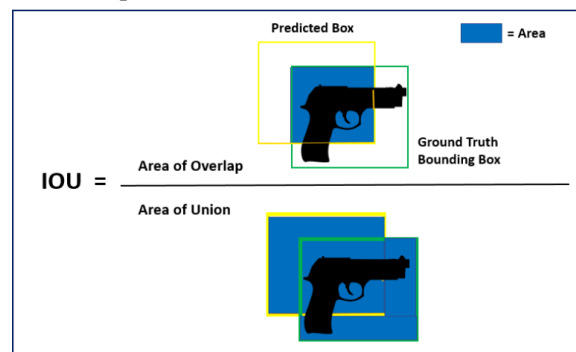 Predicted Box
= Area
Ground Truth
Bounding Box
Area of Overlap
IOU =
Area of Union